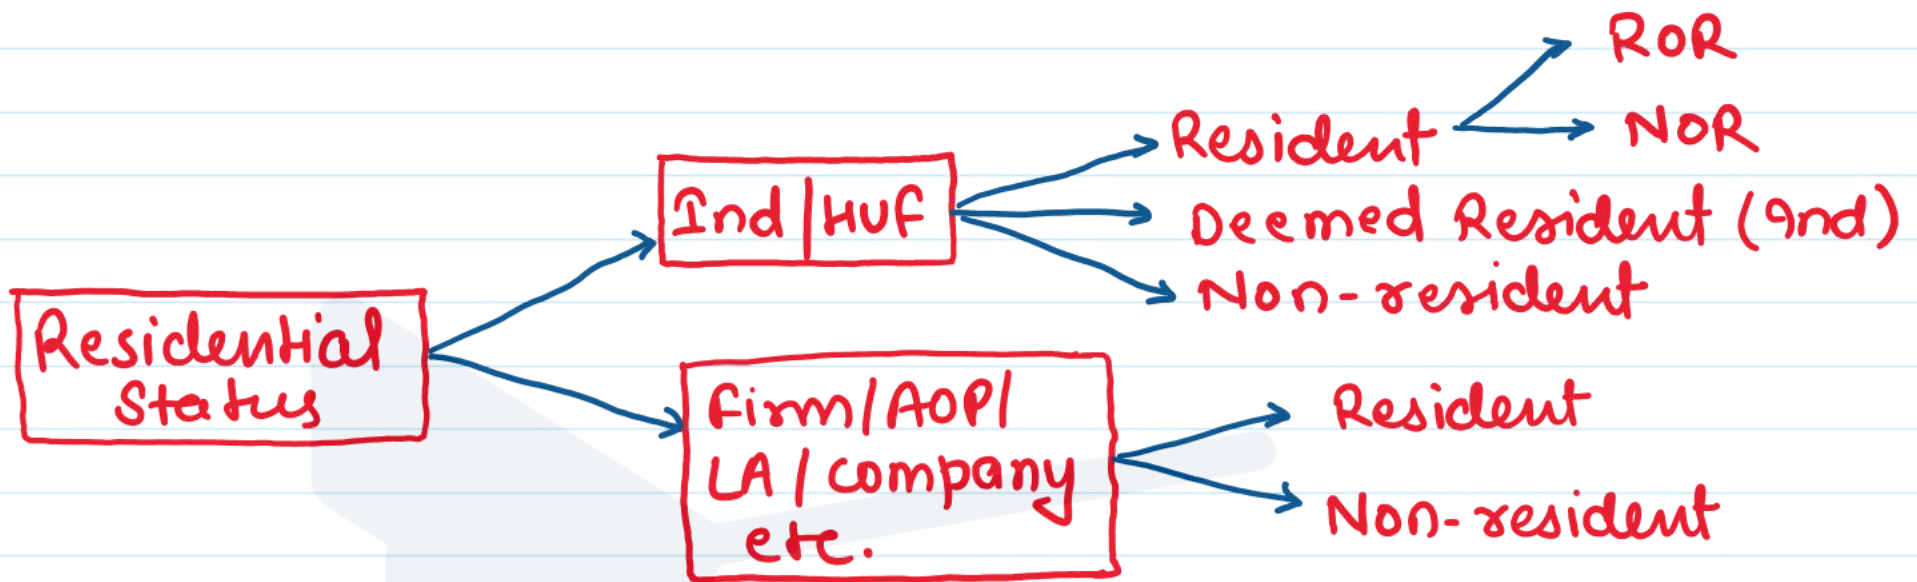 Residential
Status
Ind | HUF
Resident
ROR
NOR
Deemed Resident (Ind)
Non-resident
Firm/AOP/
LA/company
etc.
Resident
Non-resident